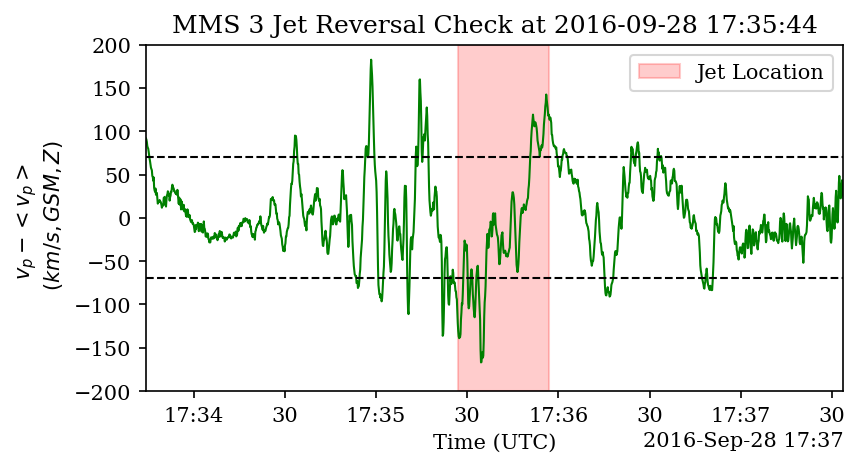 MMS 3 Jet Reversal Check at 2016-09-28 17:35:44
Jet Location
200
150
100
50
0
−50
−100
−150
−200
v_p − < v_p >
(km/s, GSM, Z)
17:34 30 17:35 30 17:36 30 17:37 30
Time (UTC)
2016-Sep-28 17:37